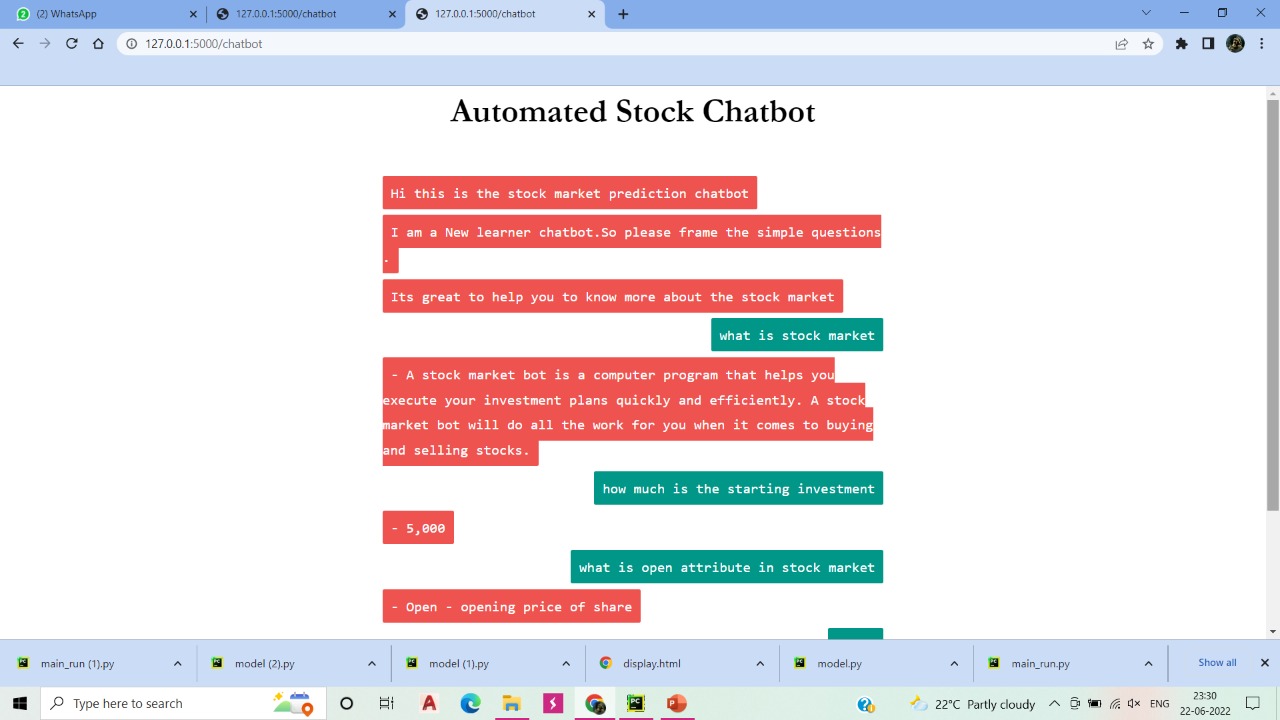 (2) WhatsApp
127.0.0.1:5000/chatbot
127.0.0.1:5000/chatbot
127.0.0.1:5000/chatbot
Automated Stock Chatbot
Hi this is the stock market prediction chatbot
I am a New learner chatbot.So please frame the simple questions
.
Its great to help you to know more about the stock market
what is stock market
- A stock market bot is a computer program that helps you
execute your investment plans quickly and efficiently. A stock
market bot will do all the work for you when it comes to buying
and selling stocks.
how much is the starting investment
- 5,000
what is open attribute in stock market
- Open - opening price of share
main_run (1).py
model (2).py
model (1).py
display.html
model.py
main_run.py
Show all
Type here to search
22°C Partly cloudy
ENG
23:30
22-06-2022